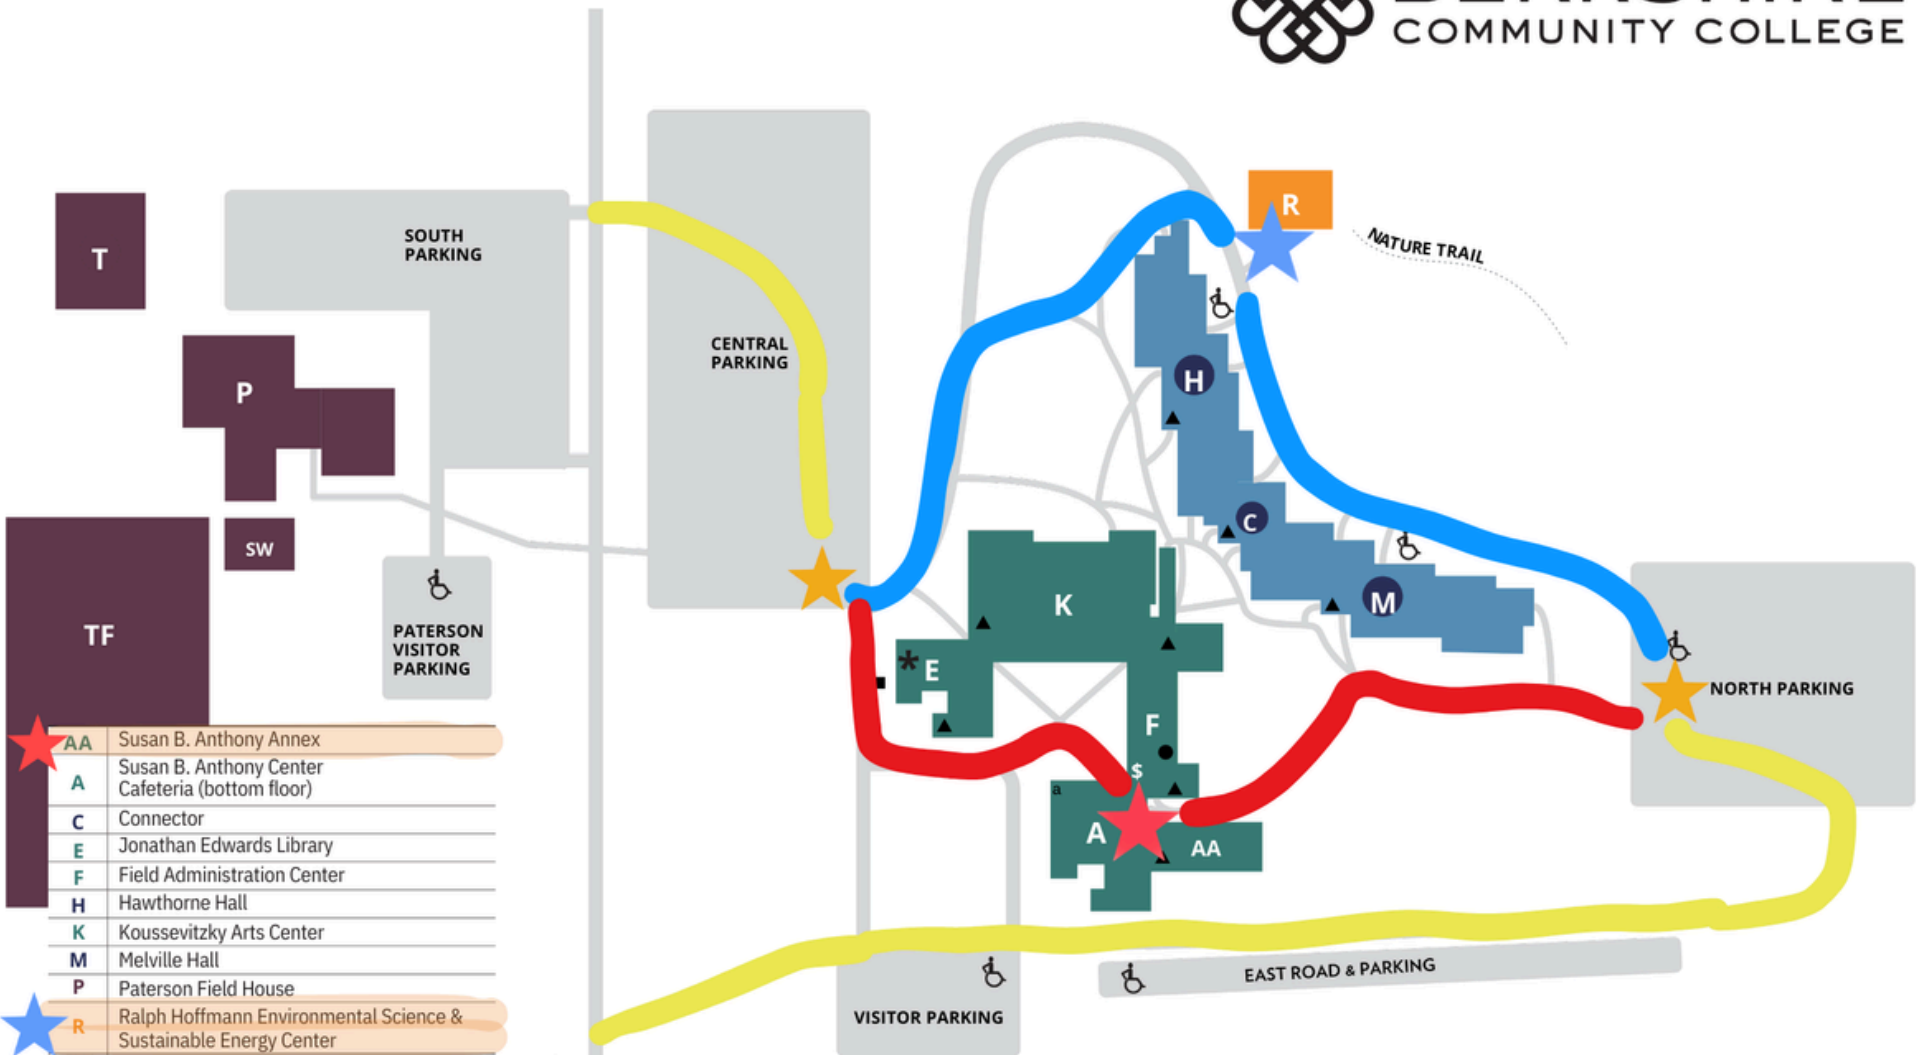 COMMUNITY COLLEGE
R
NATURE TRAIL
T
SOUTH
PARKING
CENTRAL
PARKING
P
H
C
SW
K
M
TF
PATERSON
VISITOR
PARKING
* E
NORTH PARKING
F
$
a
A
AA
EAST ROAD & PARKING
VISITOR PARKING
AA Susan B. Anthony Annex
A Susan B. Anthony Center
Cafeteria (bottom floor)
C Connector
E Jonathan Edwards Library
F Field Administration Center
H Hawthorne Hall
K Koussevitzky Arts Center
M Melville Hall
P Paterson Field House
R Ralph Hoffmann Environmental Science &
Sustainable Energy Center